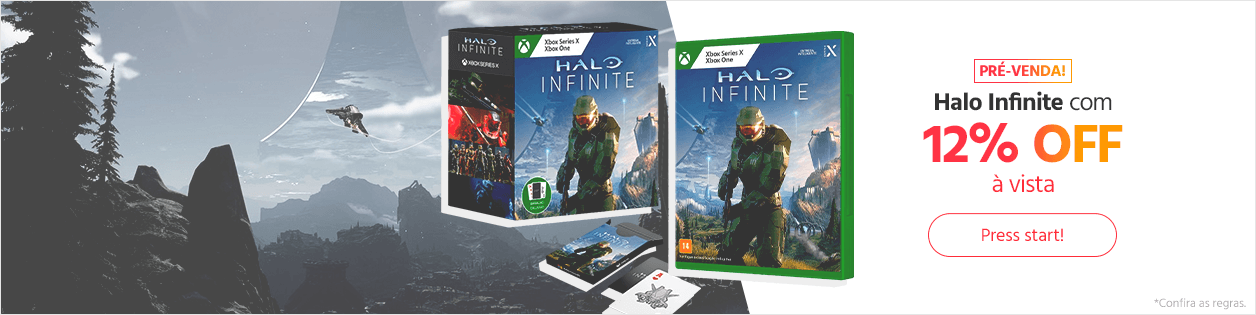 HALO
INFINITE
XBOX SERIES X
Xbox Series X
Xbox One
HALO
INFINITE
Xbox Series X
Xbox One
HALO
INFINITE
14
PRÉ-VENDA!
Halo Infinite com
12% OFF
à vista
Press start!
*Confira as regras.